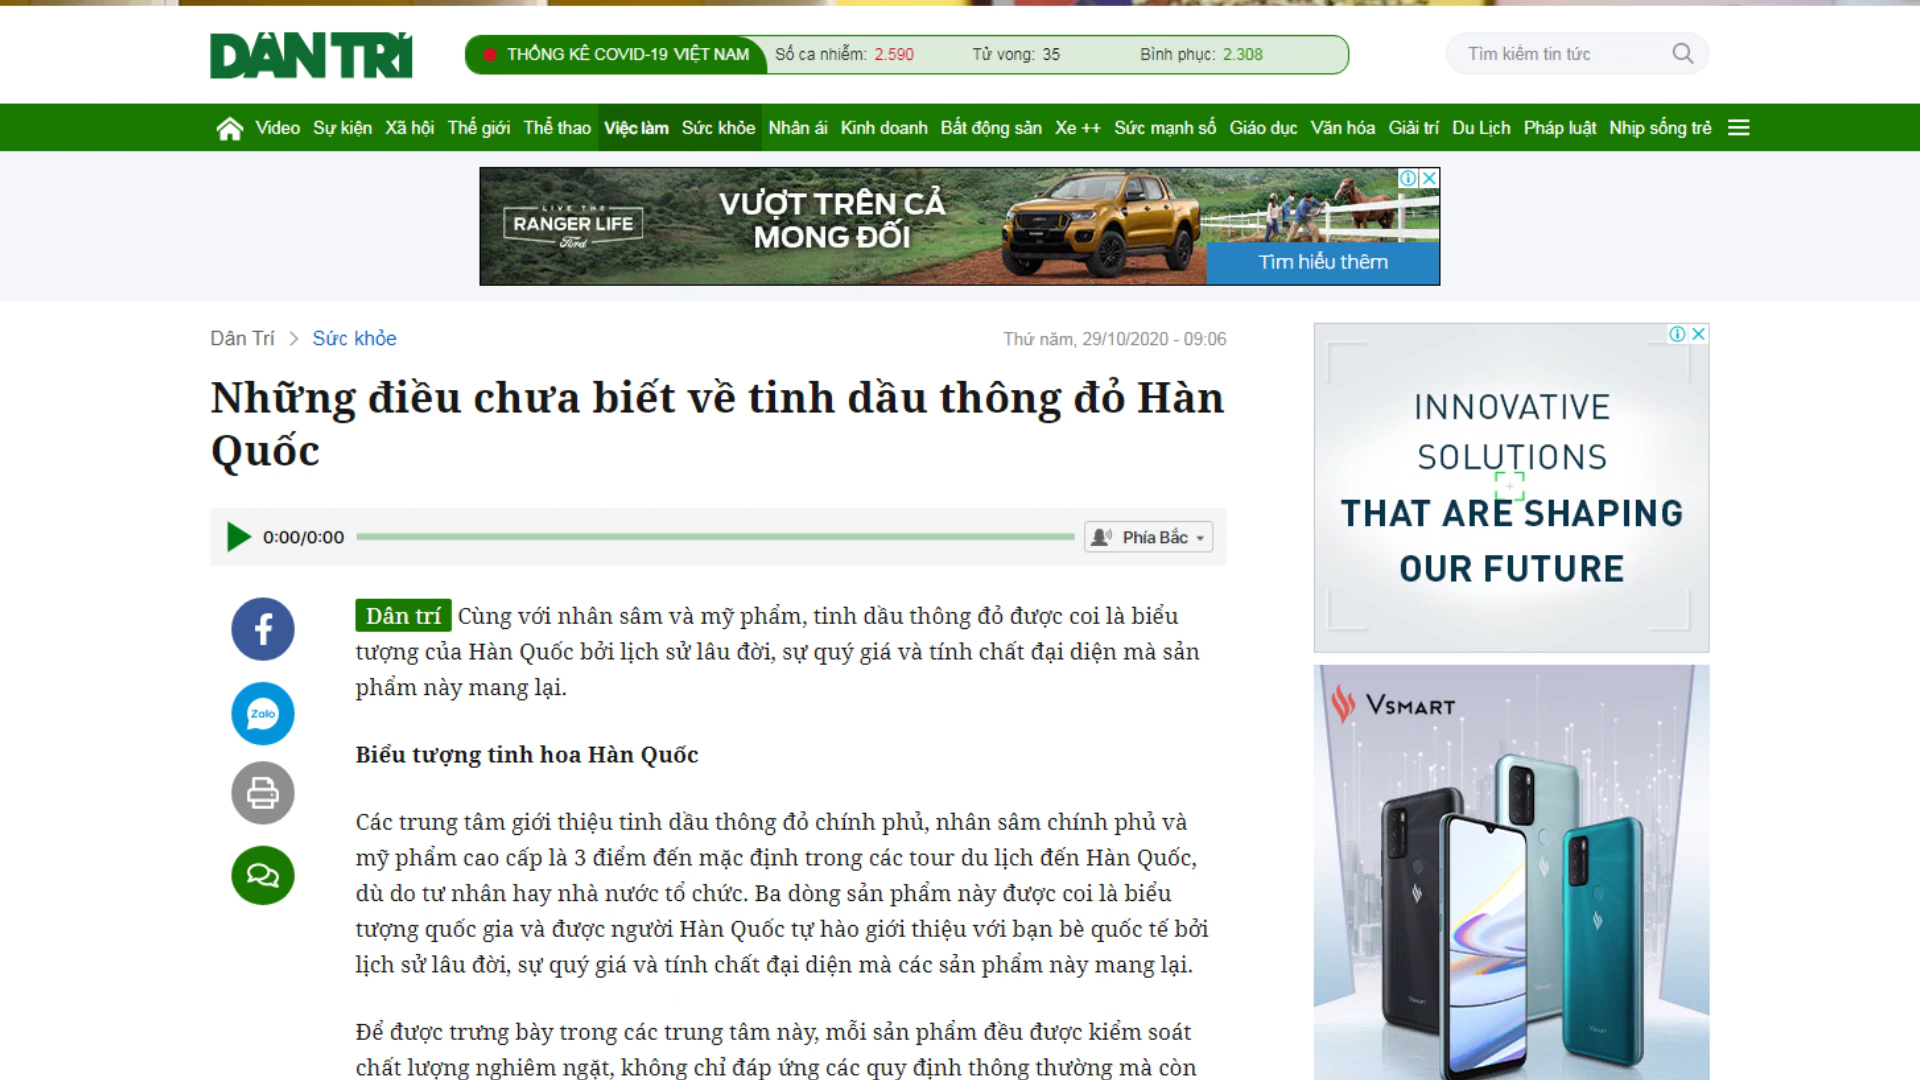 DÂN TRÍ
THỐNG KÊ COVID-19 VIỆT NAM Số ca nhiễm: 2.590 Tử vong: 35 Bình phục: 2.308
Tìm kiếm tin tức
Video Sự kiện Xã hội Thế giới Thể thao Việc làm Sức khỏe Nhân ái Kinh doanh Bất động sản Xe ++ Sức mạnh số Giáo dục Văn hóa Giải trí Du Lịch Pháp luật Nhịp sống trẻ
LIVE THE
RANGER LIFE
Ford
VƯỢT TRÊN CẢ
MONG ĐỐI
Tìm hiểu thêm
Dân Trí > Sức khỏe
Thứ năm, 29/10/2020 - 09:06
Những điều chưa biết về tinh dầu thông đỏ Hàn
Quốc
0:00/0:00
Phía Bắc
Dân trí Cùng với nhân sâm và mỹ phẩm, tinh dầu thông đỏ được coi là biểu
tượng của Hàn Quốc bởi lịch sử lâu đời, sự quý giá và tính chất đại diện mà sản
phẩm này mang lại.
Zalo
Biểu tượng tinh hoa Hàn Quốc
Các trung tâm giới thiệu tinh dầu thông đỏ chính phủ, nhân sâm chính phủ và
mỹ phẩm cao cấp là 3 điểm đến mặc định trong các tour du lịch đến Hàn Quốc,
dù do tư nhân hay nhà nước tổ chức. Ba dòng sản phẩm này được coi là biểu
tượng quốc gia và được người Hàn Quốc tự hào giới thiệu với bạn bè quốc tế bởi
lịch sử lâu đời, sự quý giá và tính chất đại diện mà các sản phẩm này mang lại.
Để được trưng bày trong các trung tâm này, mỗi sản phẩm đều được kiểm soát
chất lượng nghiêm ngặt, không chỉ đáp ứng các quy định thông thường mà còn
INNOVATIVE
SOLUTIONS
THAT ARE SHAPING
OUR FUTURE
VSMART